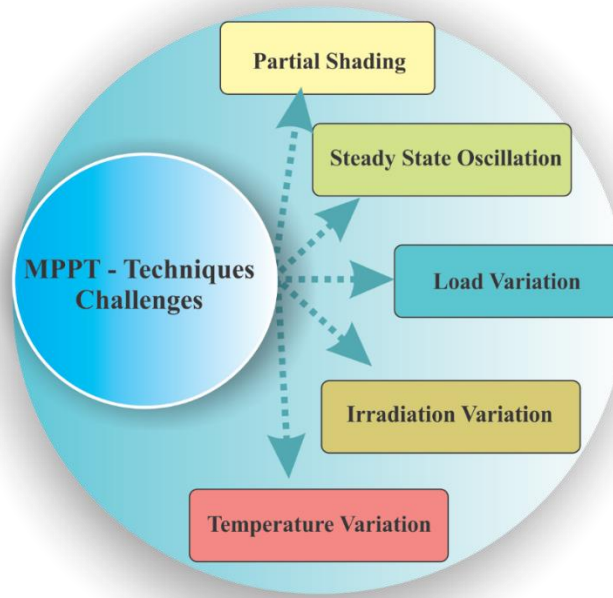 Partial Shading
Steady State Oscillation
MPPT - Techniques
Challenges
Load Variation
Irradiation Variation
Temperature Variation